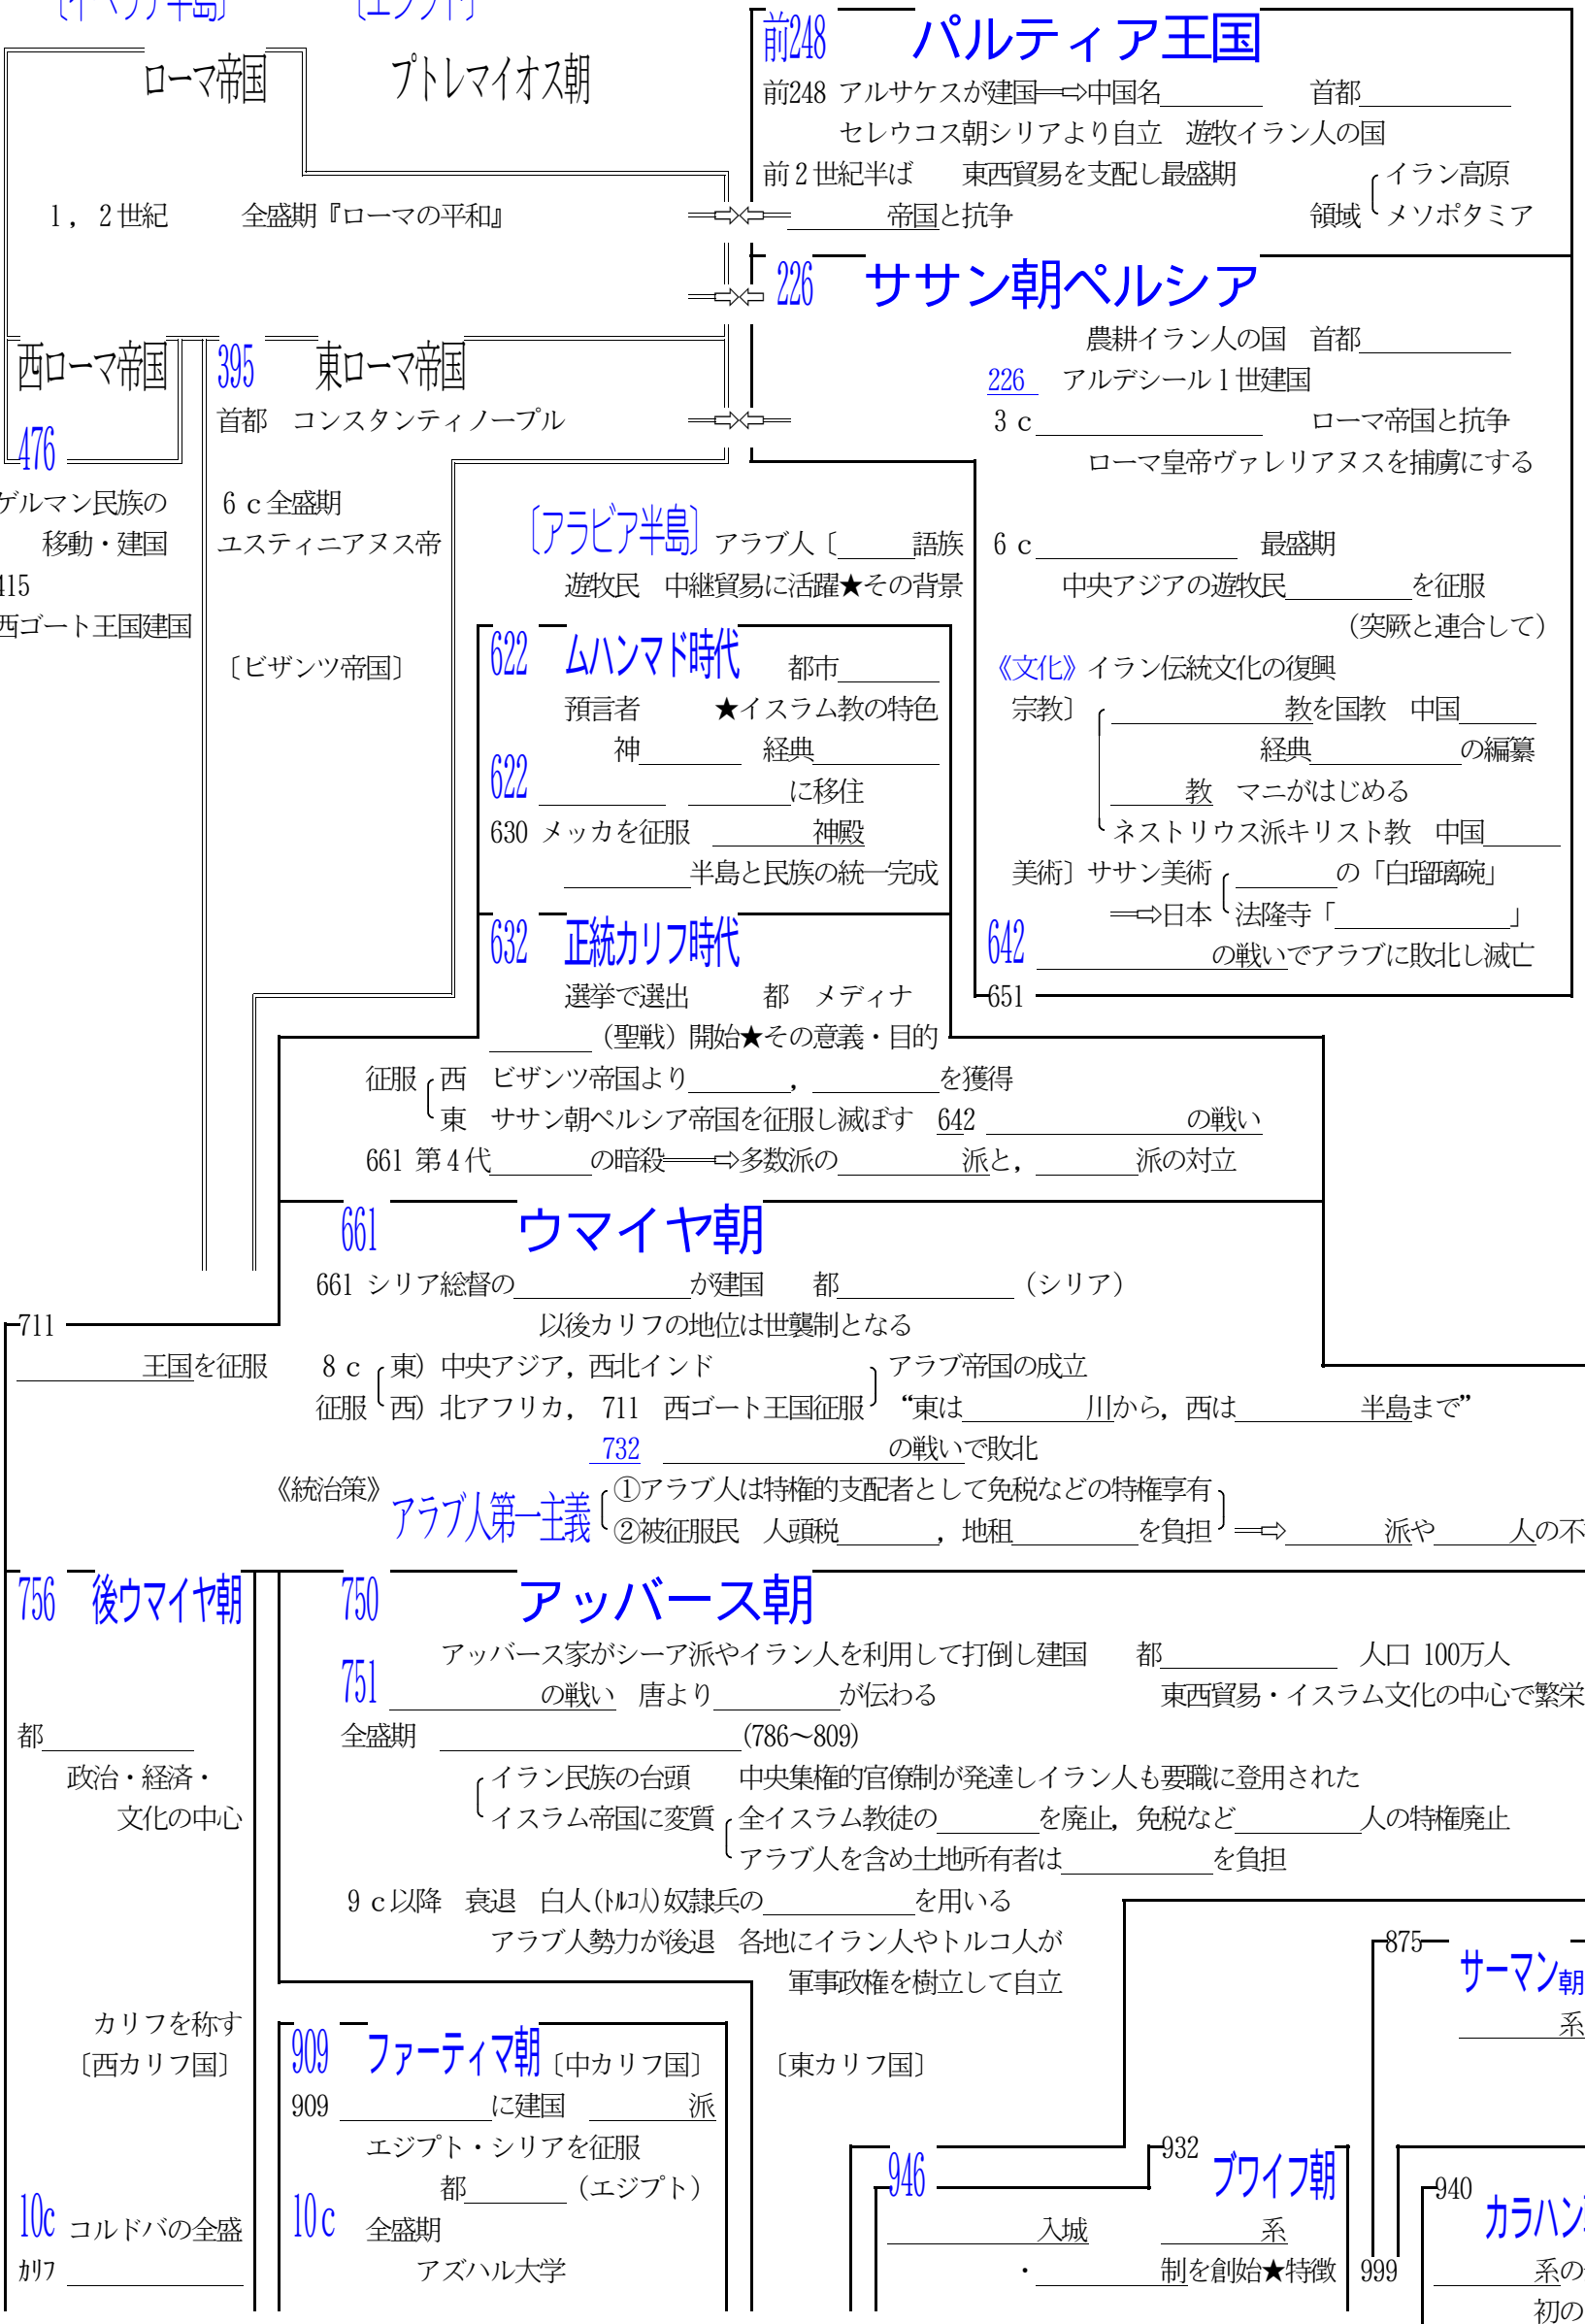 〔イベリア半島〕 〔エジプト〕
ローマ帝国 プトレマイオス朝
1，2世紀 全盛期『ローマの平和』
前248 パルティア王国
前248 アルサケスが建国⇒中国名 首都
セレウコス朝シリアより自立 遊牧イラン人の国
前2世紀半ば 東西貿易を支配し最盛期
帝国と抗争 領域 イラン高原
メソポタミア
226 ササン朝ペルシア
農耕イラン人の国 首都
226 アルデシール1世建国
3c ローマ帝国と抗争
ローマ皇帝ヴァレリアヌスを捕虜にする
6c 最盛期
中央アジアの遊牧民 を征服
（突厥と連合して）
《文化》イラン伝統文化の復興
宗教〕 教を国教 中国
経典 の編纂
教 マニがはじめる
ネストリウス派キリスト教 中国
美術〕ササン美術 の「白瑠璃碗」
⇒日本 法隆寺「 」
642 の戦いでアラブに敗北し滅亡
651
西ローマ帝国
476
ゲルマン民族の
移動・建国
415
西ゴート王国建国
395 東ローマ帝国
首都 コンスタンティノープル
6c全盛期
ユスティニアヌス帝
〔ビザンツ帝国〕
〔アラビア半島〕アラブ人〔 語族
遊牧民 中継貿易に活躍★その背景
622 ムハンマド時代 都市
預言者 ★イスラム教の特色
神 経典
622 に移住
630 メッカを征服 神殿
半島と民族の統一完成
632 正統カリフ時代
選挙で選出 都 メディナ
（聖戦）開始★その意義・目的
征服 西 ビザンツ帝国より ， を獲得
東 ササン朝ペルシア帝国を征服し滅ぼす 642 の戦い
661 第4代 の暗殺⇒多数派の 派と， 派の対立
661 ウマイヤ朝
661 シリア総督の が建国 都 （シリア）
以後カリフの地位は世襲制となる
711
王国を征服
8c 東）中央アジア，西北インド アラブ帝国の成立
征服 西）北アフリカ， 711 西ゴート王国征服 “東は 川から，西は 半島まで”
732 の戦いで敗北
《統治策》アラブ人第一主義 ①アラブ人は特権的支配者として免税などの特権享有
②被征服民 人頭税 ，地租 を負担 ⇒ 派や 人の不
756 後ウマイヤ朝
都
政治・経済・
文化の中心
カリフを称す
〔西カリフ国〕
10c コルドバの全盛
ｶﾘﾌ
750 アッバース朝
アッバース家がシーア派やイラン人を利用して打倒し建国 都 人口 100万人
751 の戦い 唐より が伝わる 東西貿易・イスラム文化の中心で繁栄
全盛期 (786～809)
イラン民族の台頭 中央集権的官僚制が発達しイラン人も要職に登用された
イスラム帝国に変質 全イスラム教徒の を廃止，免税など 人の特権廃止
アラブ人を含め土地所有者は を負担
9c以降 衰退 白人(ﾄﾙｺ人)奴隷兵の を用いる
アラブ人勢力が後退 各地にイラン人やトルコ人が
軍事政権を樹立して自立
909 ファーティマ朝〔中カリフ国〕
909 に建国 派
エジプト・シリアを征服
都 （エジプト）
10c 全盛期
アズハル大学
〔東カリフ国〕
946
入城
932 ブワイフ朝
系
・ 制を創始★特徴
875 サーマン朝
系
999
940 カラハン
系の
初の